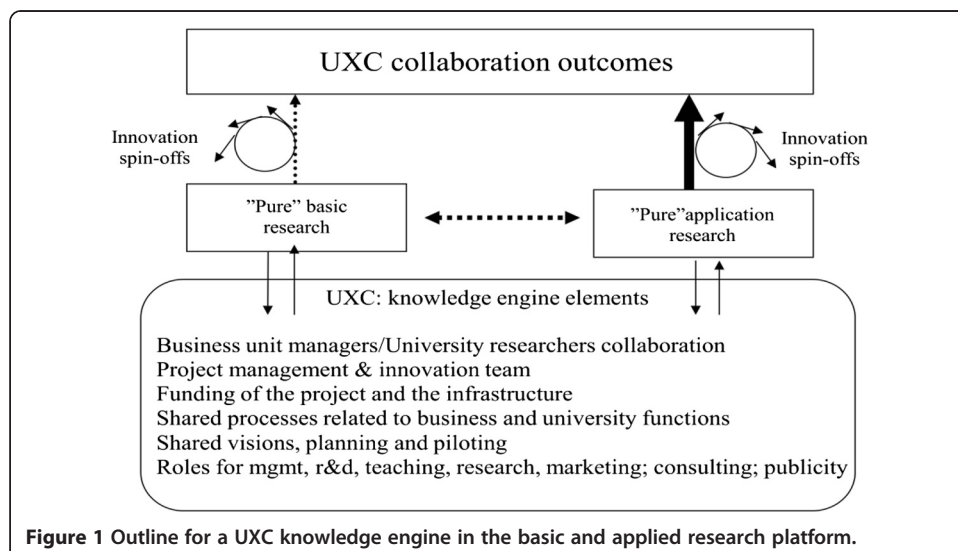 UXC collaboration outcomes
Innovation
spin-offs
Innovation
spin-offs
”Pure” basic
research
”Pure”application
research
UXC: knowledge engine elements
Business unit managers/University researchers collaboration
Project management & innovation team
Funding of the project and the infrastructure
Shared processes related to business and university functions
Shared visions, planning and piloting
Roles for mgmt, r&d, teaching, research, marketing; consulting; publicity
Figure 1 Outline for a UXC knowledge engine in the basic and applied research platform.